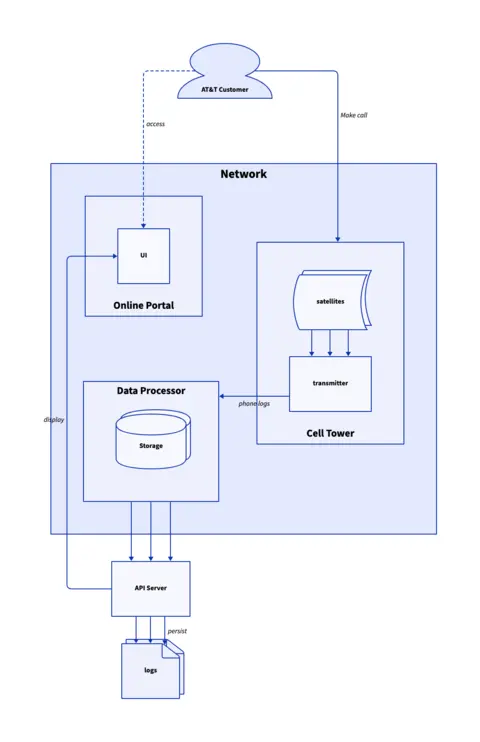 AT&T Customer
Make call
access
Network
UI
Online Portal
satellites
transmitter
Data Processor
phone logs
display
Cell Tower
Storage
API Server
persist
logs